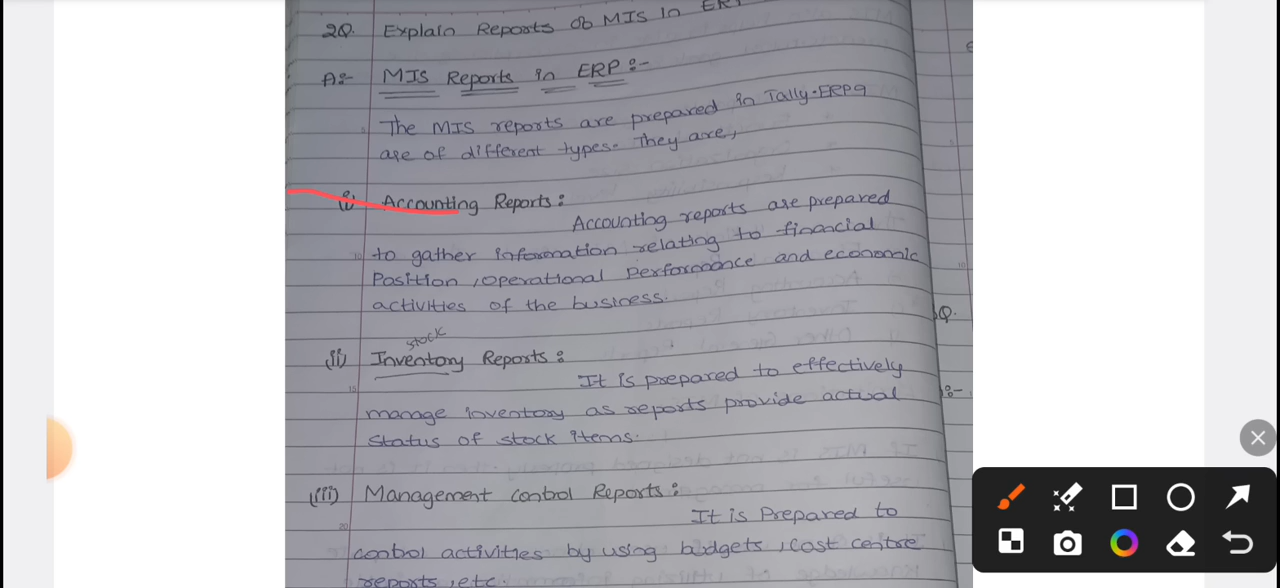 2Q. Explain Reports of MIS in ER
A:- MIS Reports in ERP :-
The MIS reports are prepared in Tally.ERP9
are of different types. They are,
(i) Accounting Reports :
Accounting reports are prepared
to gather information relating to financial
Position, operational Performance and economic
activities of the business.
stock
(ii) Inventory Reports :
It is prepared to effectively
manage inventory as reports provide actual
status of stock items.
(iii) Management control Reports :
It is Prepared to
control activities by using budgets, cost centre
reports, etc.
Q.
:-